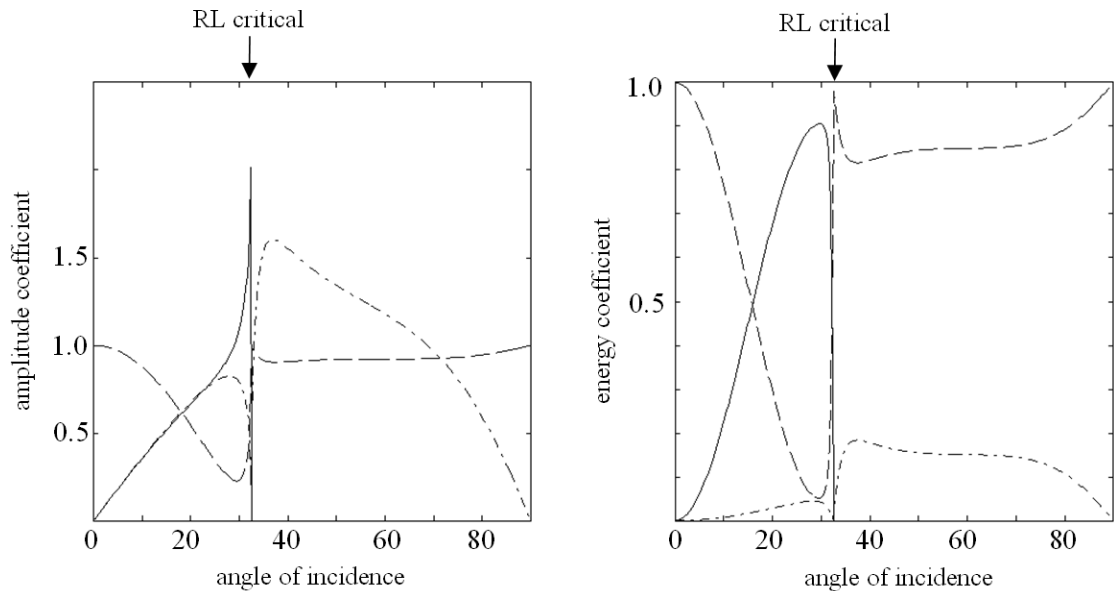 RL critical
amplitude coefficient
1.5
1.0
0.5
0 20 40 60 80
angle of incidence
RL critical
energy coefficient
1.0
0.5
0 20 40 60 80
angle of incidence